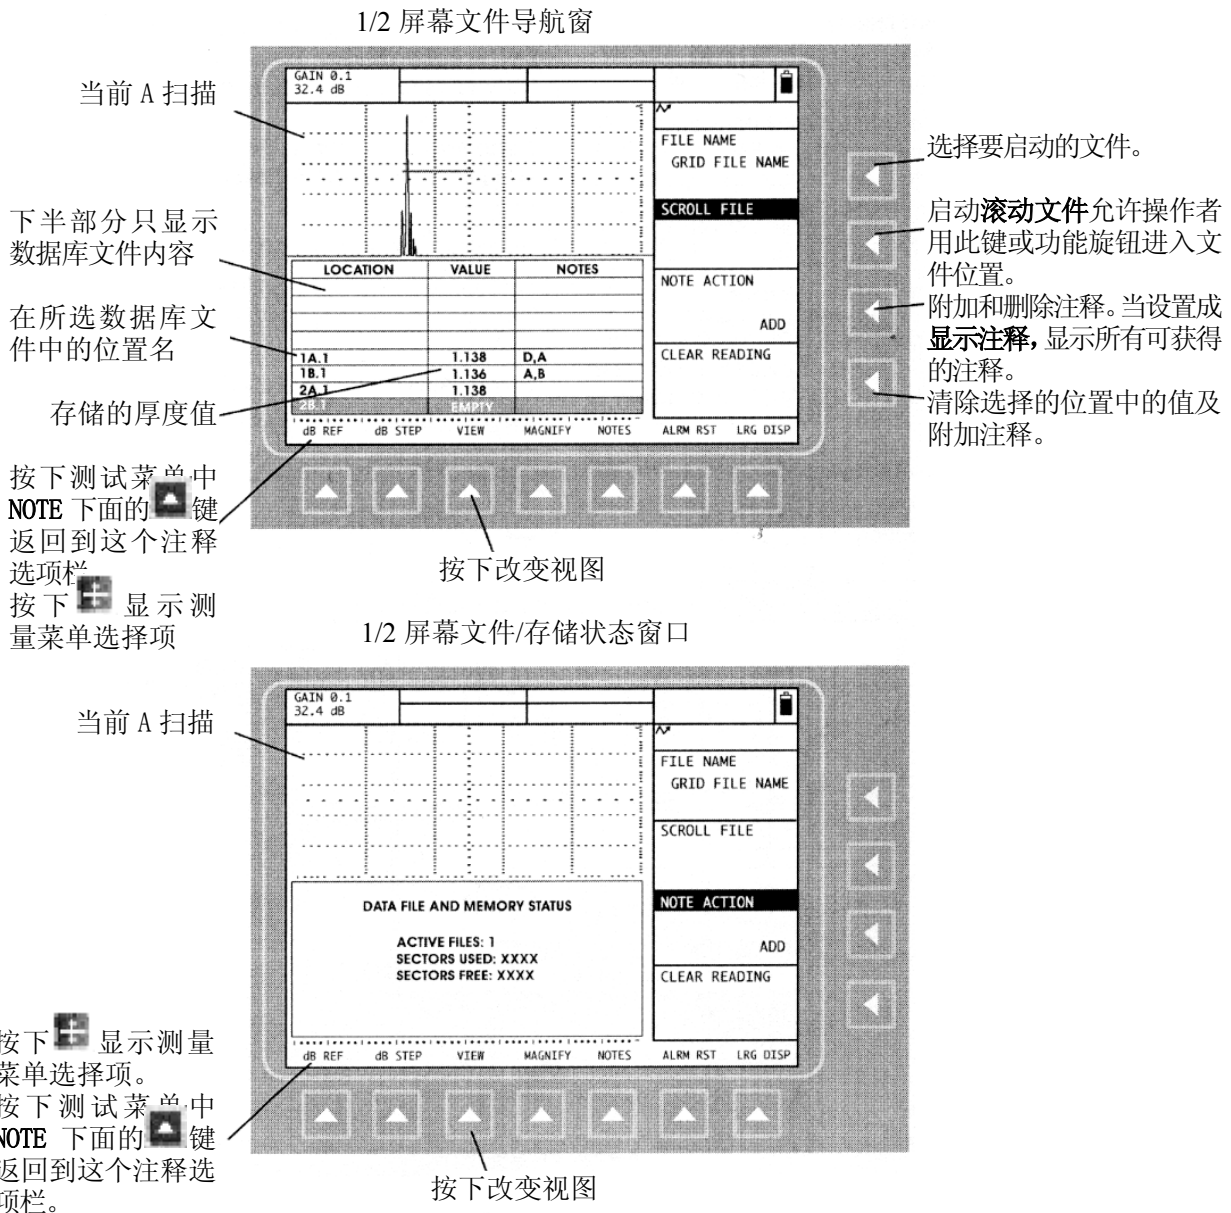 1/2 屏幕文件导航窗
当前 A 扫描
GAIN 0.1
32.4 dB
FILE NAME
GRID FILE NAME
SCROLL FILE
NOTE ACTION
ADD
CLEAR READING
选择要启动的文件。
启动滚动文件允许操作者
用此键或功能旋钮进入文
件位置。
附加和删除注释。当设置成
显示注释，显示所有可获得
的注释。
清除选择的位置中的值及
附加注释。
下半部分只显示
数据库文件内容
在所选数据库文
件中的位置名
存储的厚度值
LOCATION VALUE NOTES
1A.1 1.138 D,A
1B.1 1.136 A,B
2A.1 1.138
2B.1 EMPTY
dB REF dB STEP VIEW MAGNIFY NOTES ALRM RST LRG DISP
按下测试菜单中
NOTE 下面的 键
返回到这个注释
选项栏
按下 显示测
量菜单选择项
按下改变视图
1/2 屏幕文件/存储状态窗口
当前 A 扫描
GAIN 0.1
32.4 dB
FILE NAME
GRID FILE NAME
SCROLL FILE
NOTE ACTION
ADD
CLEAR READING
DATA FILE AND MEMORY STATUS
ACTIVE FILES: 1
SECTORS USED: XXXX
SECTORS FREE: XXXX
dB REF dB STEP VIEW MAGNIFY NOTES ALRM RST LRG DISP
按下 显示测量
菜单选择项。
按下测试菜单中
NOTE 下面的 键
返回到这个注释选
项栏。
按下改变视图